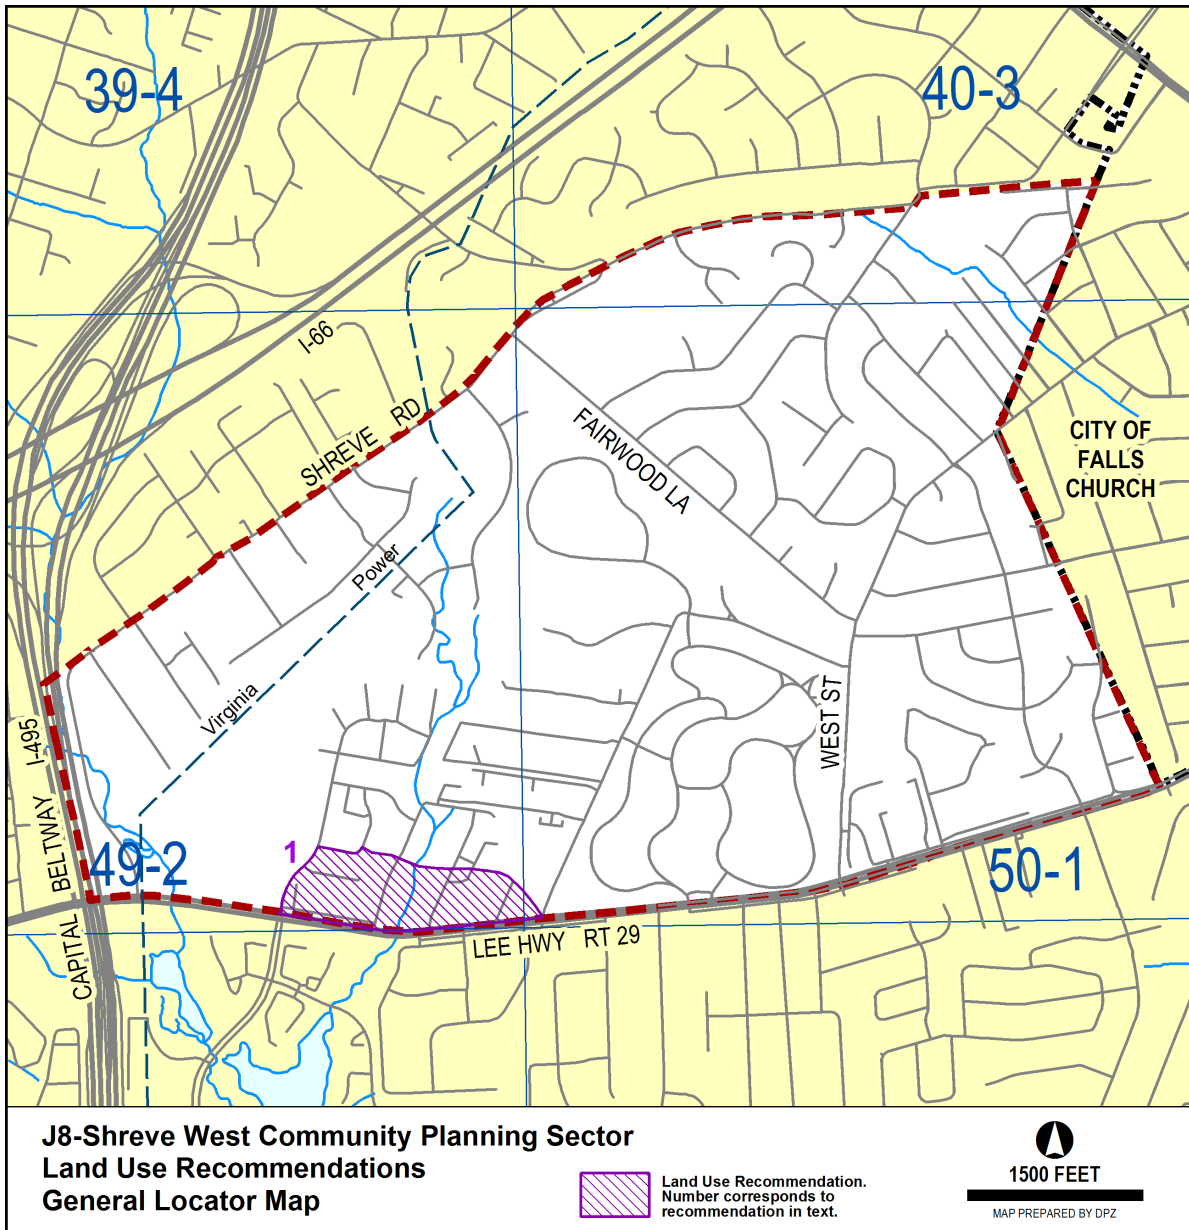 39-4
40-3
I-66
SHREVE RD
FAIRWOOD LA
CITY OF
FALLS
CHURCH
Power
Virginia
WEST ST
I-495
CAPITAL BELTWAY
1
49-2
50-1
LEE HWY RT 29
J8-Shreve West Community Planning Sector
Land Use Recommendations
General Locator Map
Land Use Recommendation.
Number corresponds to
recommendation in text.
1500 FEET
MAP PREPARED BY DPZ